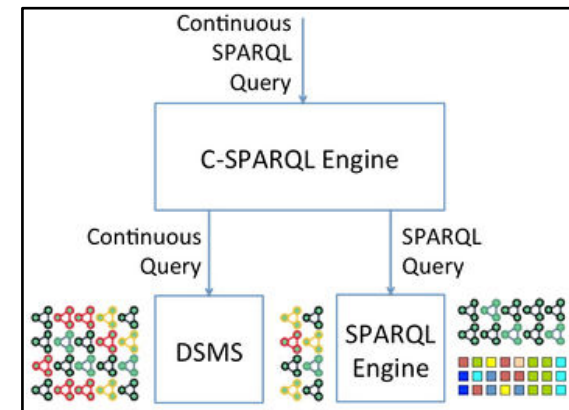 Continuous
SPARQL
Query
C-SPARQL Engine
Continuous
Query
SPARQL
Query
DSMS
SPARQL
Engine